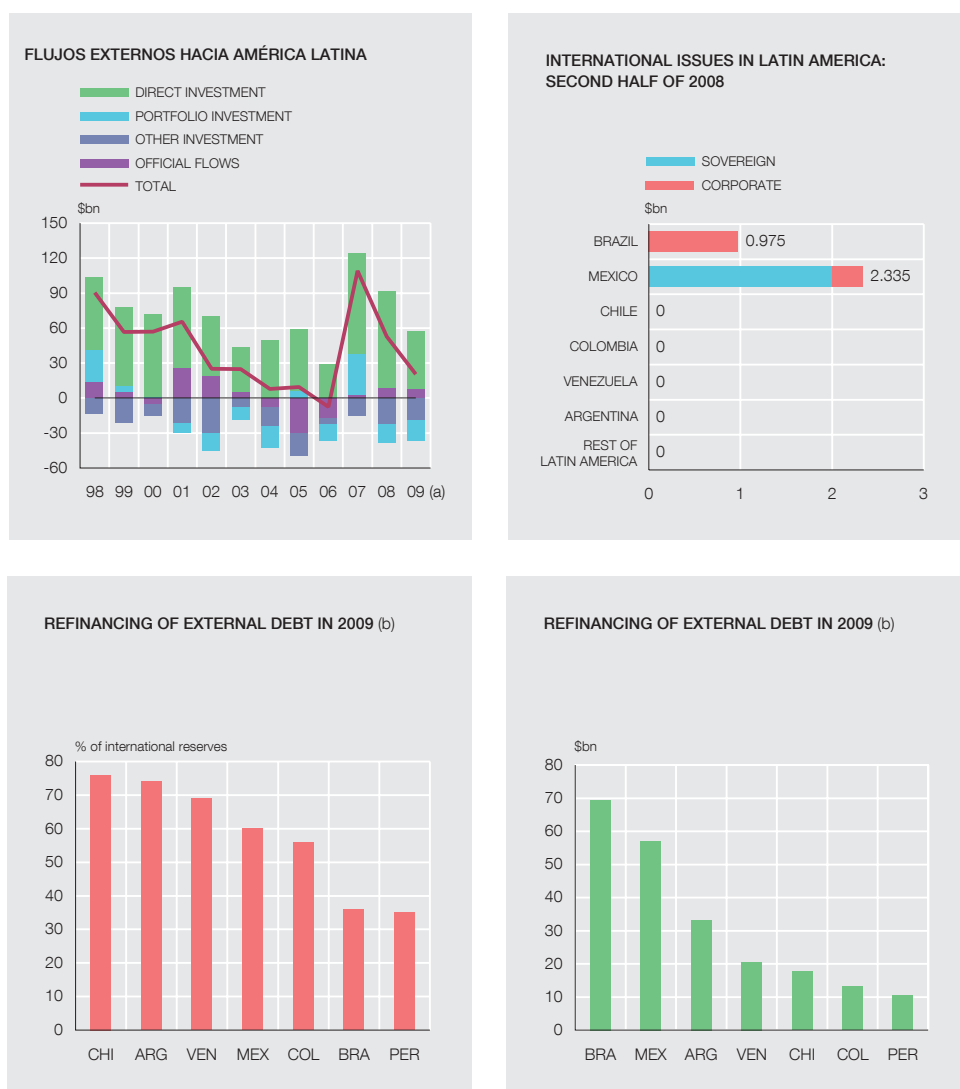 FLUJOS EXTERNOS HACIA AMÉRICA LATINA
DIRECT INVESTMENT
PORTFOLIO INVESTMENT
OTHER INVESTMENT
OFFICIAL FLOWS
TOTAL
$bn
150
120
90
60
30
0
-30
-60
98 99 00 01 02 03 04 05 06 07 08 09 (a)
INTERNATIONAL ISSUES IN LATIN AMERICA:
SECOND HALF OF 2008
SOVEREIGN
CORPORATE
$bn
BRAZIL 0.975
MEXICO 2.335
CHILE 0
COLOMBIA 0
VENEZUELA 0
ARGENTINA 0
REST OF
LATIN AMERICA 0
0 1 2 3
REFINANCING OF EXTERNAL DEBT IN 2009 (b)
% of international reserves
80
70
60
50
40
30
20
10
0
CHI ARG VEN MEX COL BRA PER
REFINANCING OF EXTERNAL DEBT IN 2009 (b)
$bn
80
70
60
50
40
30
20
10
0
BRA MEX ARG VEN CHI COL PER